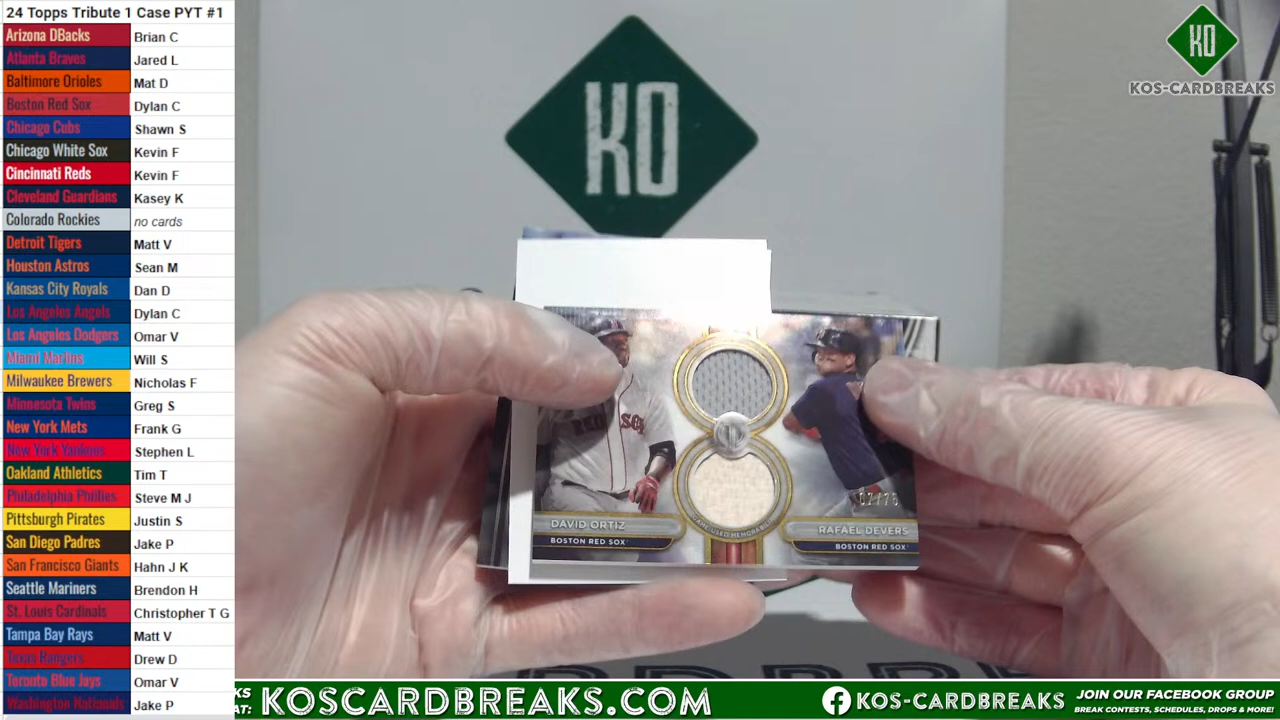 24 Topps Tribute 1 Case PYT #1
Arizona DBacks Brian C
Atlanta Braves Jared L
Baltimore Orioles Mat D
Boston Red Sox Dylan C
Chicago Cubs Shawn S
Chicago White Sox Kevin F
Cincinnati Reds Kevin F
Cleveland Guardians Kasey K
Colorado Rockies no cards
Detroit Tigers Matt V
Houston Astros Sean M
Kansas City Royals Dan D
Los Angeles Angels Dylan C
Los Angeles Dodgers Omar V
Miami Marlins Will S
Milwaukee Brewers Nicholas F
Minnesota Twins Greg S
New York Mets Frank G
New York Yankees Stephen L
Oakland Athletics Tim T
Philadelphia Phillies Steve M J
Pittsburgh Pirates Justin S
San Diego Padres Jake P
San Francisco Giants Hahn J K
Seattle Mariners Brendon H
St. Louis Cardinals Christopher T G
Tampa Bay Rays Matt V
Texas Rangers Drew D
Toronto Blue Jays Omar V
Washington Nationals Jake P
KO
KO
KOS-CARDBREAKS
DAVID ORTIZ
BOSTON RED SOX
GAME-USED MEMORABILIA
RAFAEL DEVERS
BOSTON RED SOX
KS
AT:
KOSCARDBREAKS.COM
KOS-CARDBREAKS
JOIN OUR FACEBOOK GROUP
BREAK CONTESTS, SCHEDULES, DROPS & MORE!